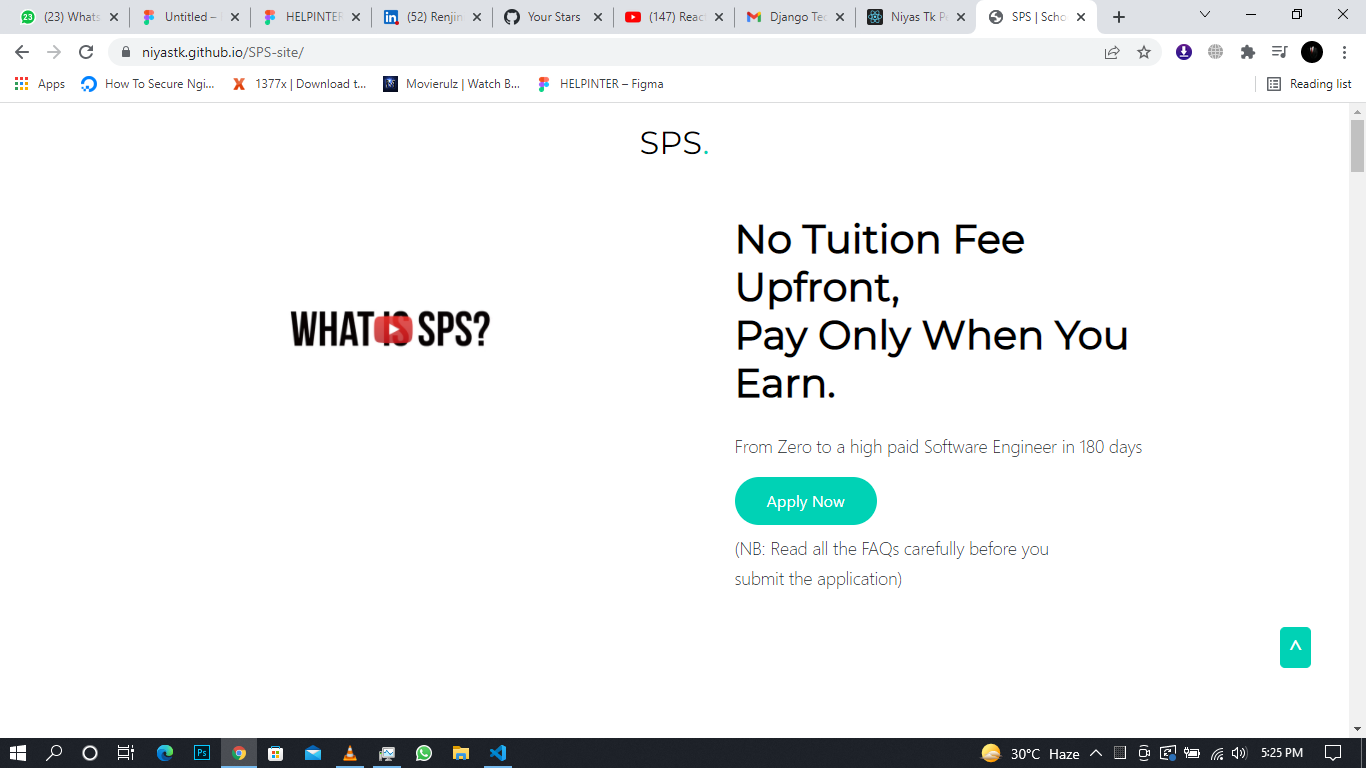 (23) Whats
Untitled –
HELPINTER
(52) Renjin
Your Stars
(147) React
Django Tec
Niyas Tk P
SPS | Scho
niyastk.github.io/SPS-site/
Apps
How To Secure Ngi...
1377x | Download t...
Movierulz | Watch B...
HELPINTER – Figma
Reading list
SPS.
WHAT IS SPS?
No Tuition Fee
Upfront,
Pay Only When You
Earn.
From Zero to a high paid Software Engineer in 180 days
Apply Now
(NB: Read all the FAQs carefully before you
submit the application)
^
Ps
30°C Haze
5:25 PM